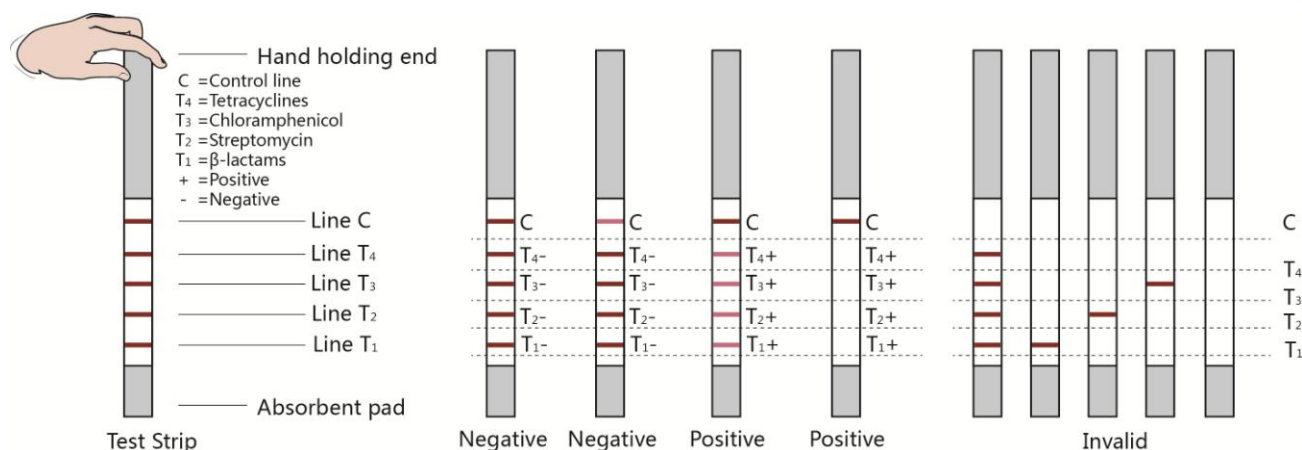 Hand holding end
C =Control line
T₄ =Tetracyclines
T₃ =Chloramphenicol
T₂ =Streptomycin
T₁ =β-lactams
+ =Positive
- =Negative
Line C
Line T₄
Line T₃
Line T₂
Line T₁
Absorbent pad
Test Strip
C
T₄-
T₃-
T₂-
T₁-
Negative
C
T₄-
T₃-
T₂-
T₁-
Negative
C
T₄+
T₃+
T₂+
T₁+
Positive
C
T₄+
T₃+
T₂+
T₁+
Positive
C
T₄
T₃
T₂
T₁
Invalid